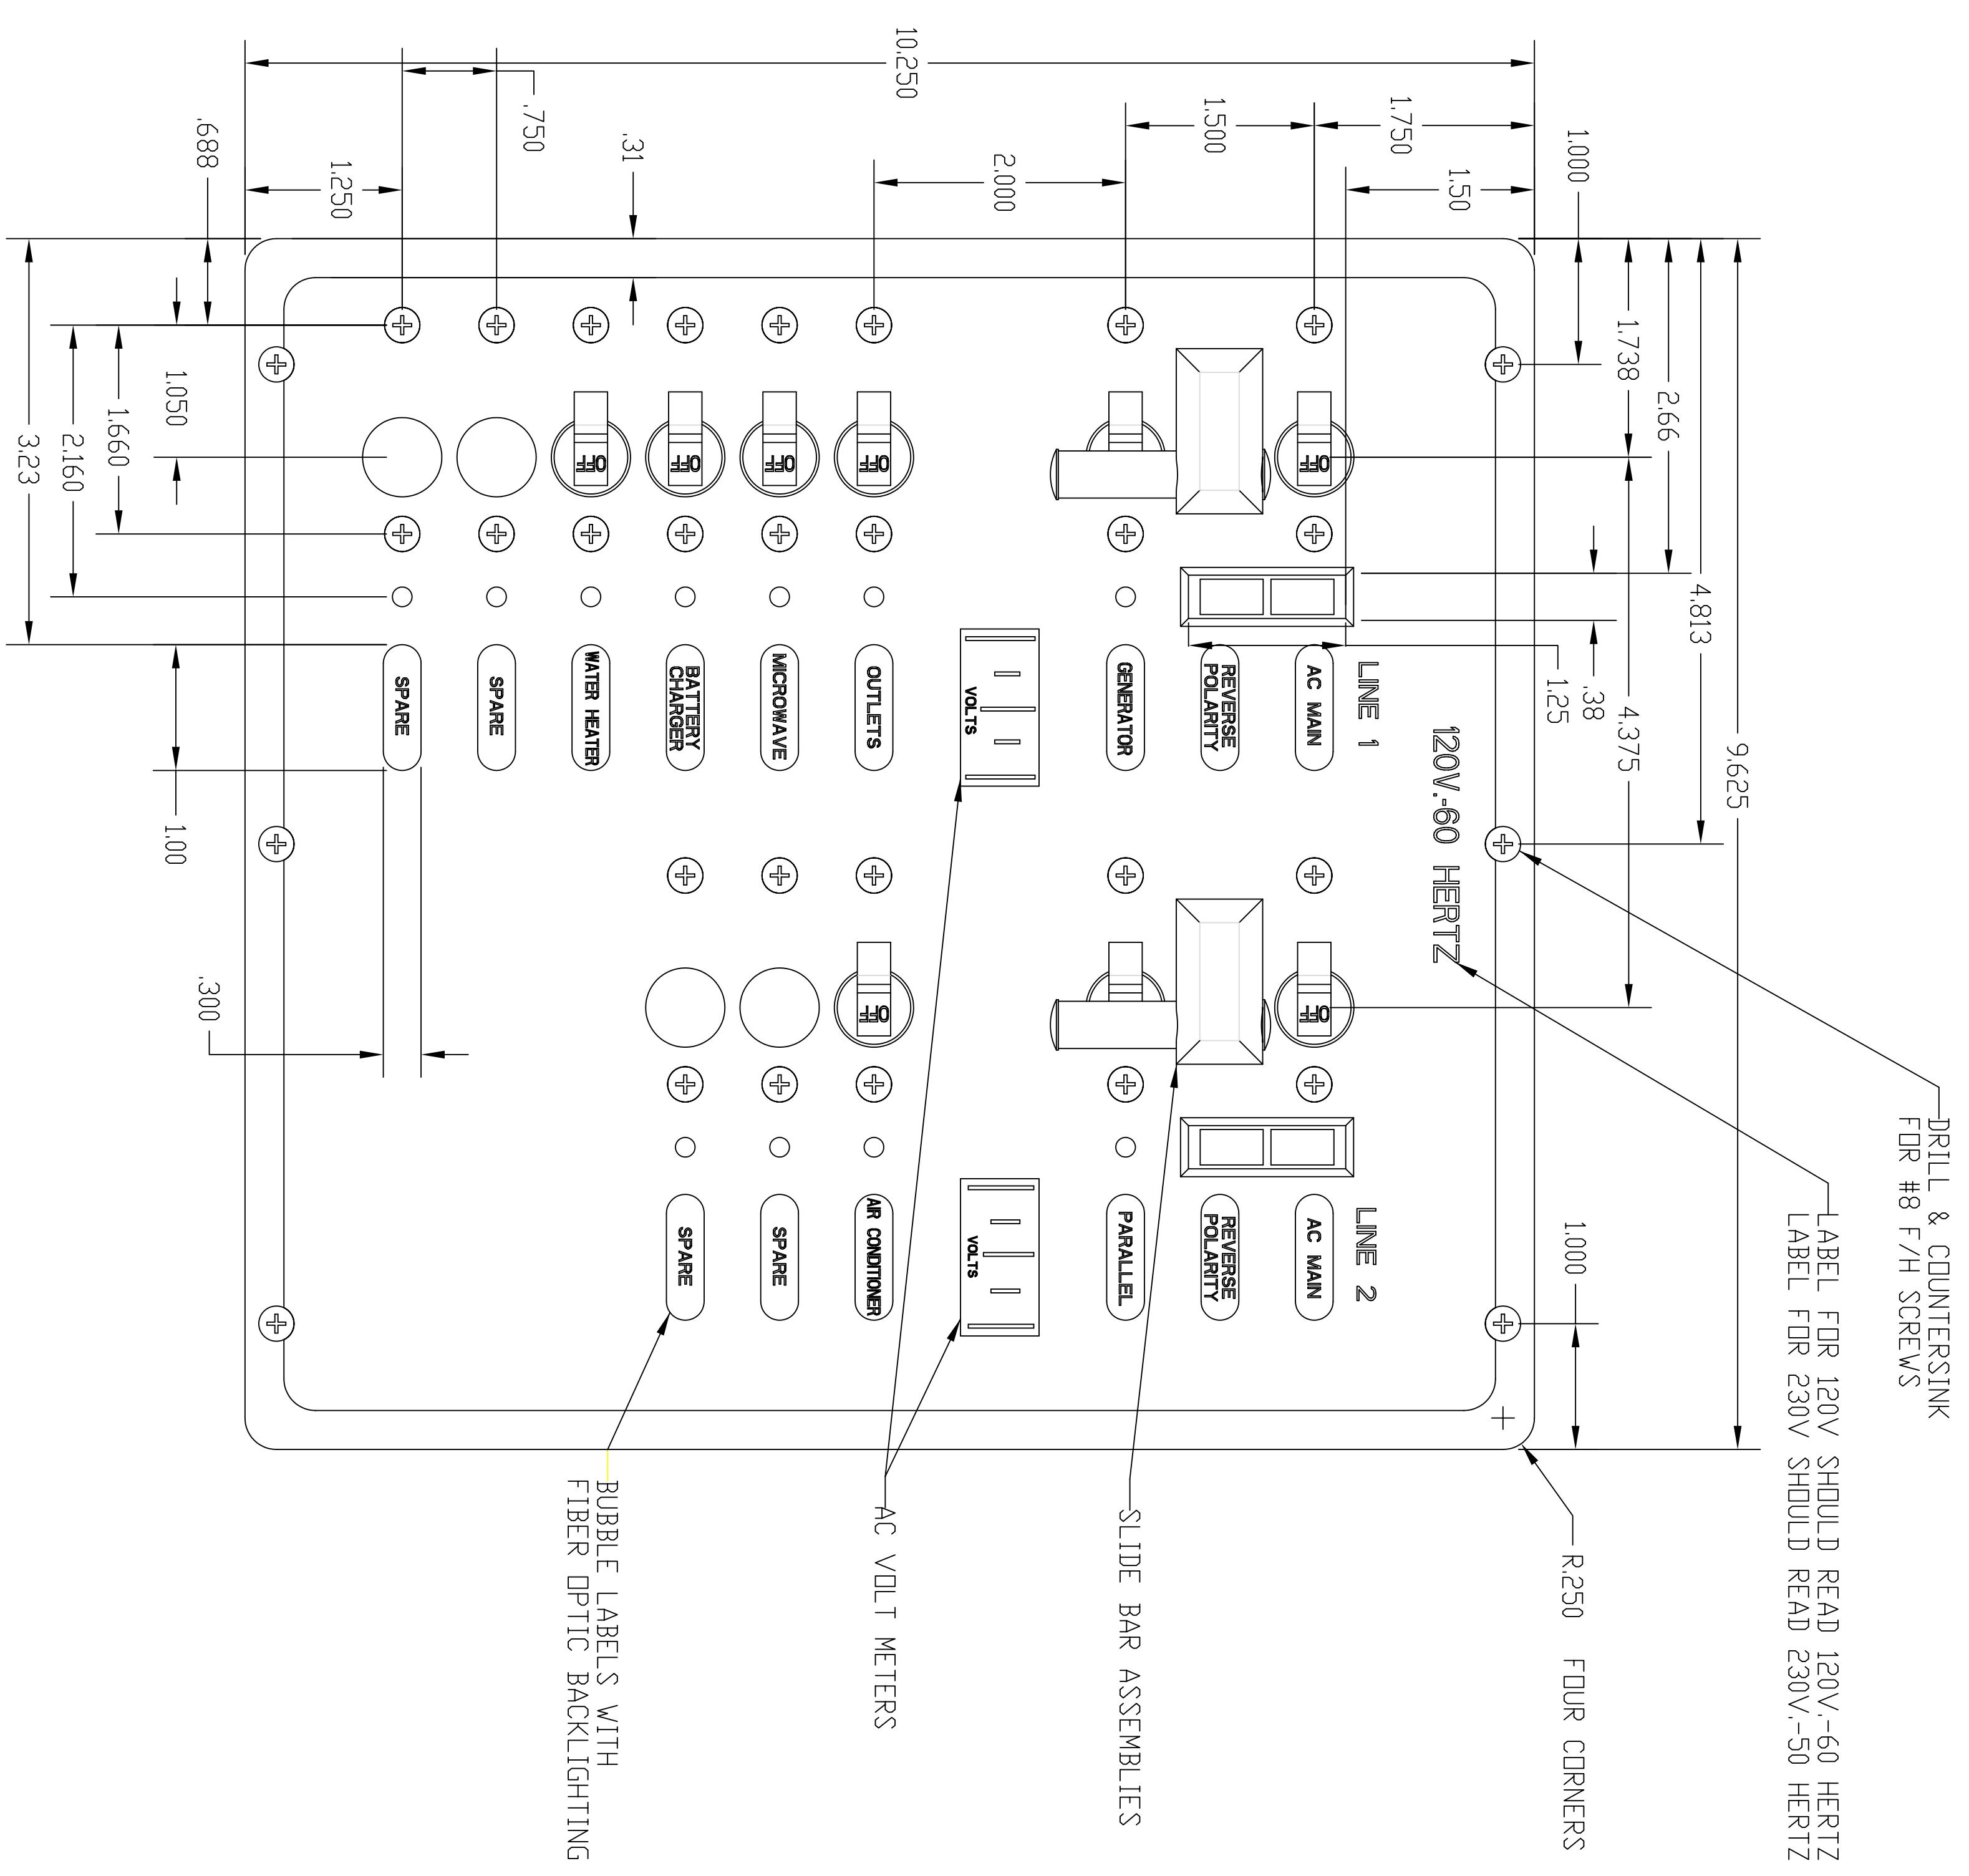 DRILL & COUNTERSINK
FOR #8 F/H SCREWS
LABEL FOR 120V SHOULD READ 120V.-60 HERTZ
LABEL FOR 230V SHOULD READ 230V.-50 HERTZ
9.625
4.813
4.375
1.738
2.66
.38
1.25
1.000
1.000
R.250 FOUR CORNERS
1.50
1.750
1.500
2.000
10.250
.31
.750
1.250
.688
1.050
1.660
2.160
3.23
1.00
.300
120V.-60 HERTZ
LINE 1
LINE 2
OFF
AC MAIN
OFF
AC MAIN
REVERSE
POLARITY
REVERSE
POLARITY
GENERATOR
PARALLEL
SLIDE BAR ASSEMBLIES
VOLTS
VOLTS
AC VOLT METERS
OFF
OUTLETS
OFF
AIR CONDITIONER
OFF
MICROWAVE
SPARE
OFF
BATTERY
CHARGER
SPARE
OFF
WATER HEATER
SPARE
SPARE
BUBBLE LABELS WITH
FIBER OPTIC BACKLIGHTING